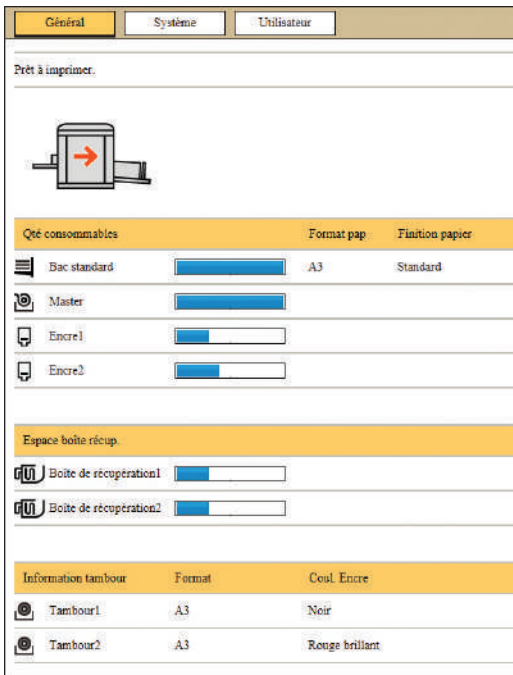 Général Système Utilisateur
Prêt à imprimer.
Qté consommables Format pap Finition papier
Bac standard A3 Standard
Master
Encre1
Encre2
Espace boîte récup.
Boîte de récupération1
Boîte de récupération2
Information tambour Format Coul. Encre
Tambour1 A3 Noir
Tambour2 A3 Rouge brillant